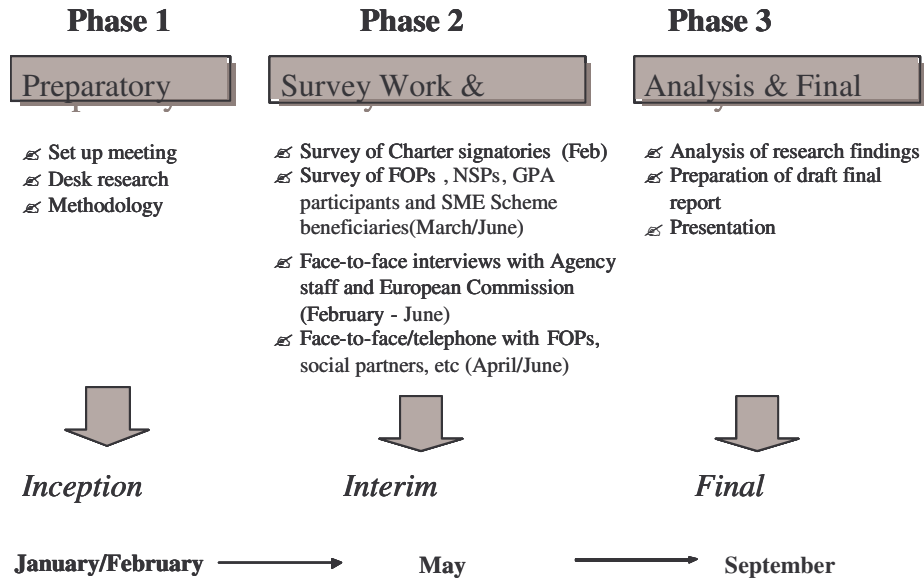 Phase 1
Preparatory
Set up meeting
Desk research
Methodology
Inception
January/February
Phase 2
Survey Work &
Survey of Charter signatories (Feb)
Survey of FOPs , NSPs, GPA
participants and SME Scheme
beneficiaries(March/June)
Face-to-face interviews with Agency
staff and European Commission
(February - June)
Face-to-face/telephone with FOPs,
social partners, etc (April/June)
Interim
May
Phase 3
Analysis & Final
Analysis of research findings
Preparation of draft final
report
Presentation
Final
September